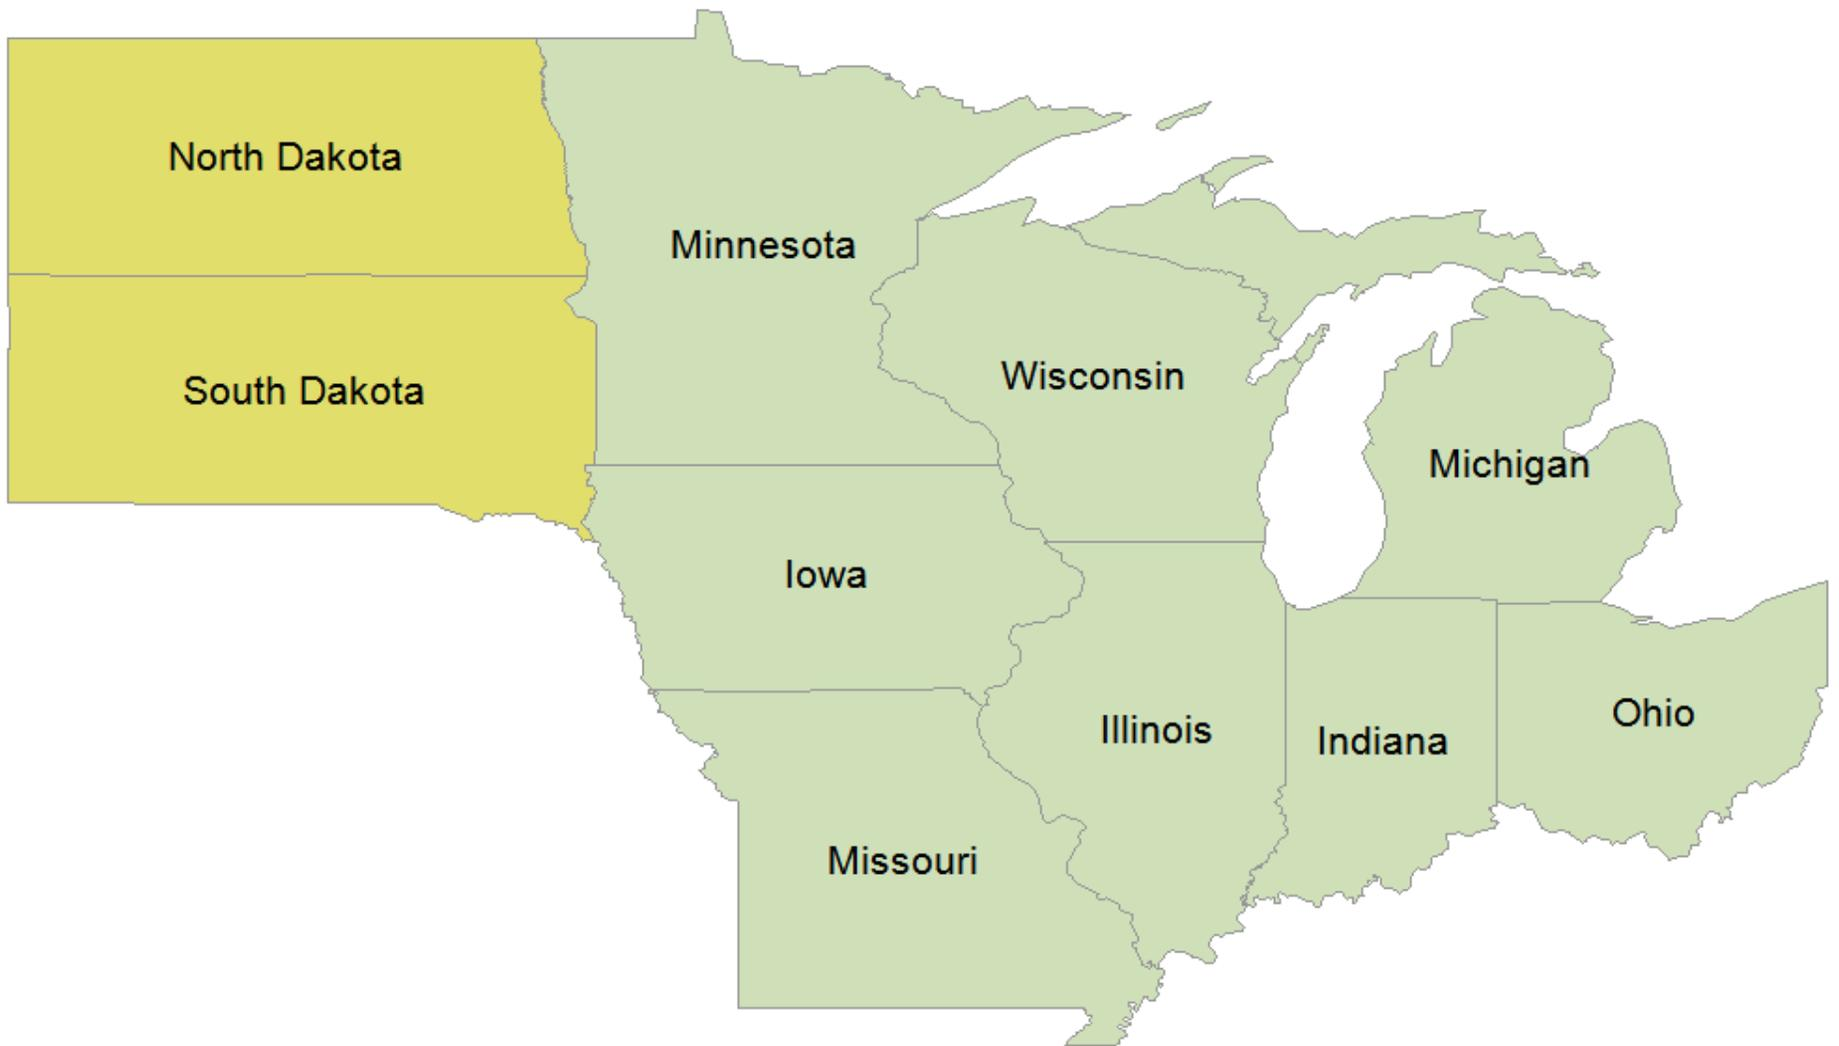 North Dakota
Minnesota
Wisconsin
South Dakota
Michigan
Iowa
Ohio
Illinois
Indiana
Missouri